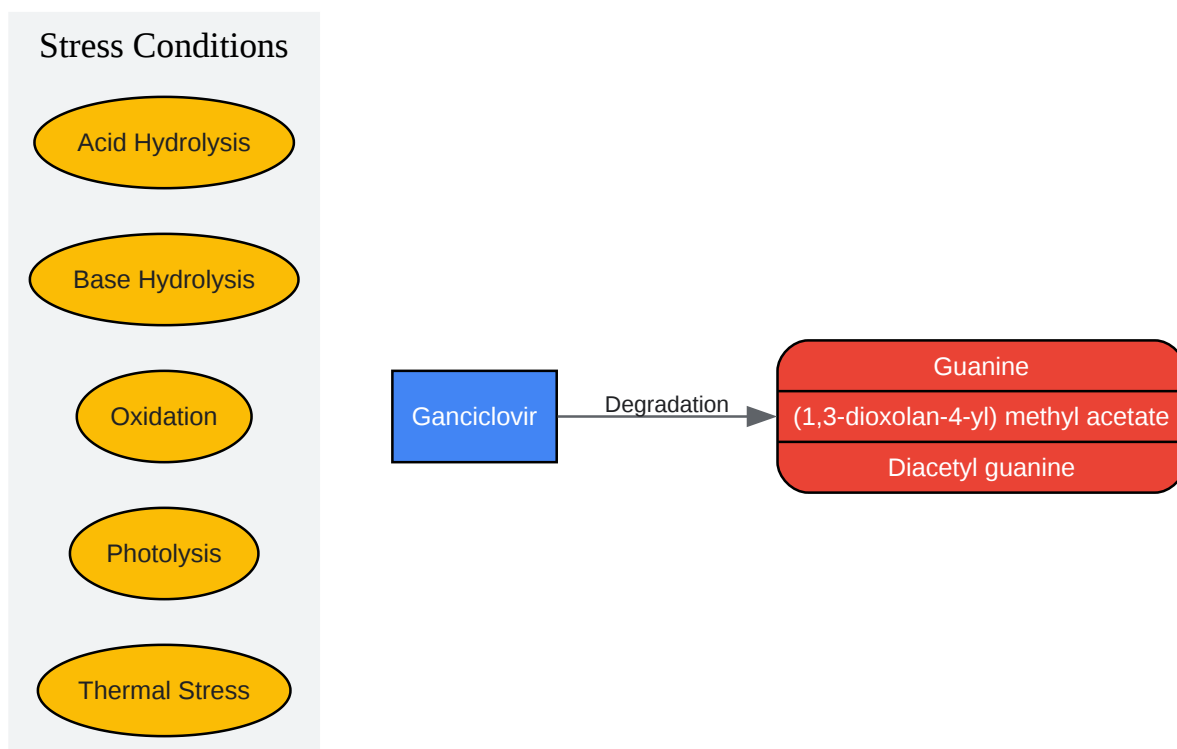 Stress Conditions
Acid Hydrolysis
Base Hydrolysis
Oxidation
Photolysis
Thermal Stress
Ganciclovir
Degradation
Guanine
(1,3-dioxolan-4-yl) methyl acetate
Diacetyl guanine